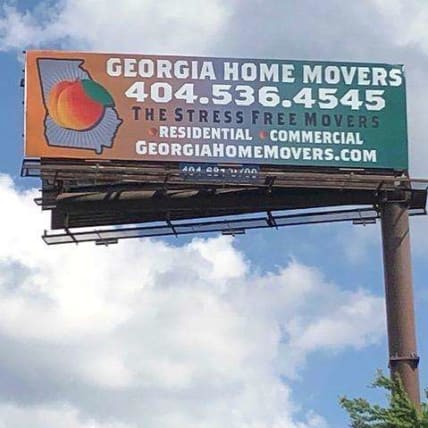 GEORGIA HOME MOVERS
404.536.4545
THE STRESS FREE MOVERS
RESIDENTIAL COMMERCIAL
GEORGIAHOMEMOVERS.COM